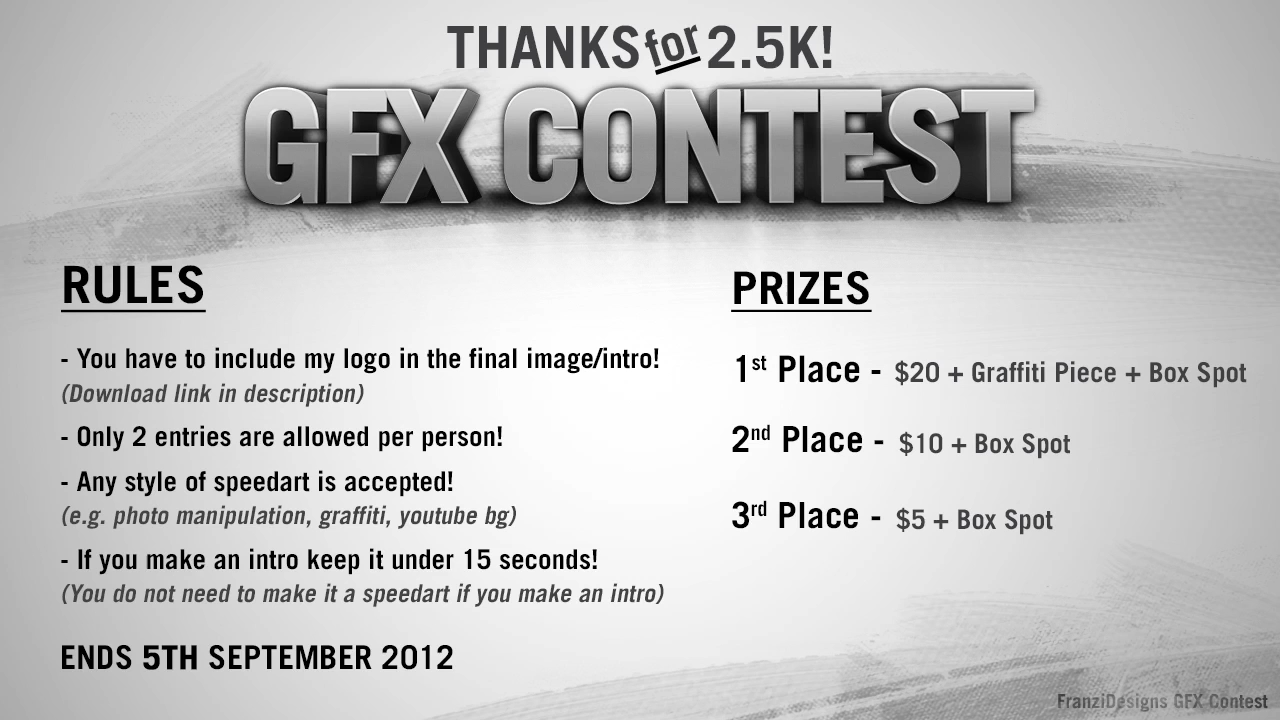 THANKS for 2.5K!
GFX CONTEST
RULES
- You have to include my logo in the final image/intro!
(Download link in description)
- Only 2 entries are allowed per person!
- Any style of speedart is accepted!
(e.g. photo manipulation, graffiti, youtube bg)
- If you make an intro keep it under 15 seconds!
(You do not need to make it a speedart if you make an intro)
ENDS 5TH SEPTEMBER 2012
PRIZES
1st Place - $20 + Graffiti Piece + Box Spot
2nd Place - $10 + Box Spot
3rd Place - $5 + Box Spot
FranziDesigns GFX Contest